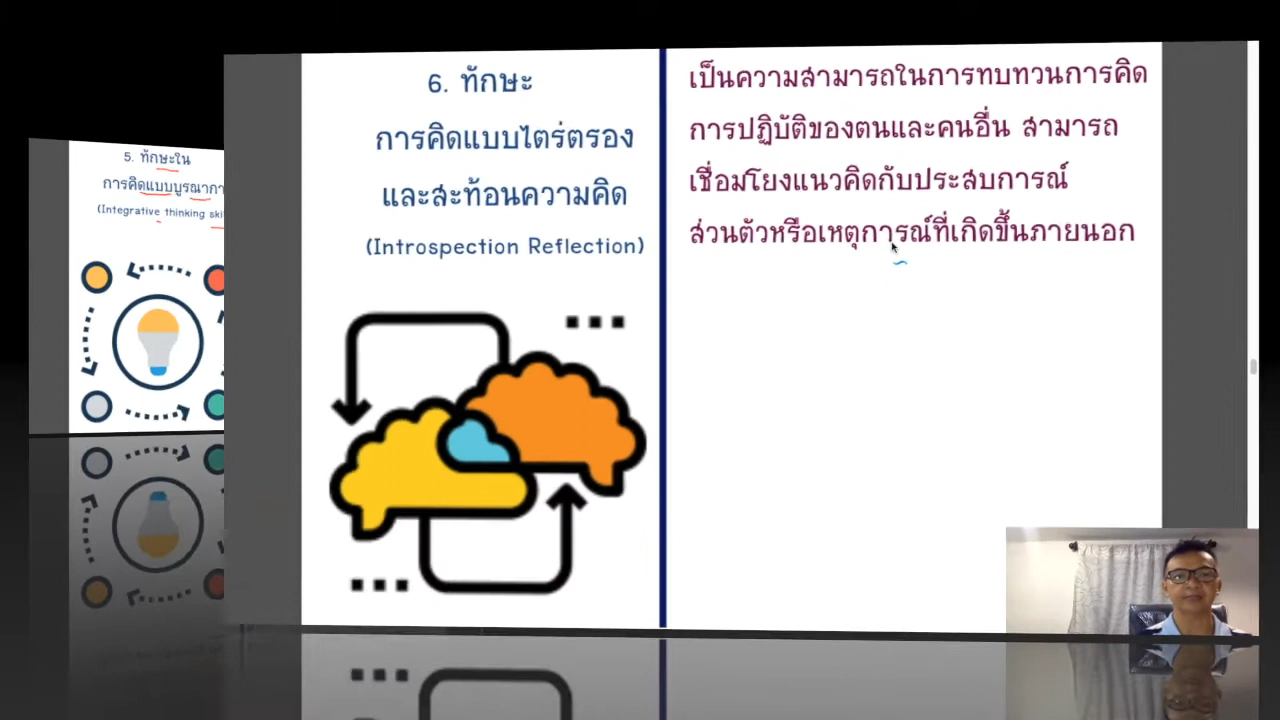 5. ทักษะใน
การคิดแบบบูรณากา
(Integrative thinking ski
6. ทักษะ
การคิดแบบไตร่ตรอง
และสะท้อนความคิด
(Introspection Reflection)
เป็นความสามารถในการทบทวนการคิด
การปฏิบัติของตนและคนอื่น สามารถ
เชื่อมโยงแนวคิดกับประสบการณ์
ส่วนตัวหรือเหตุการณ์ที่เกิดขึ้นภายนอก